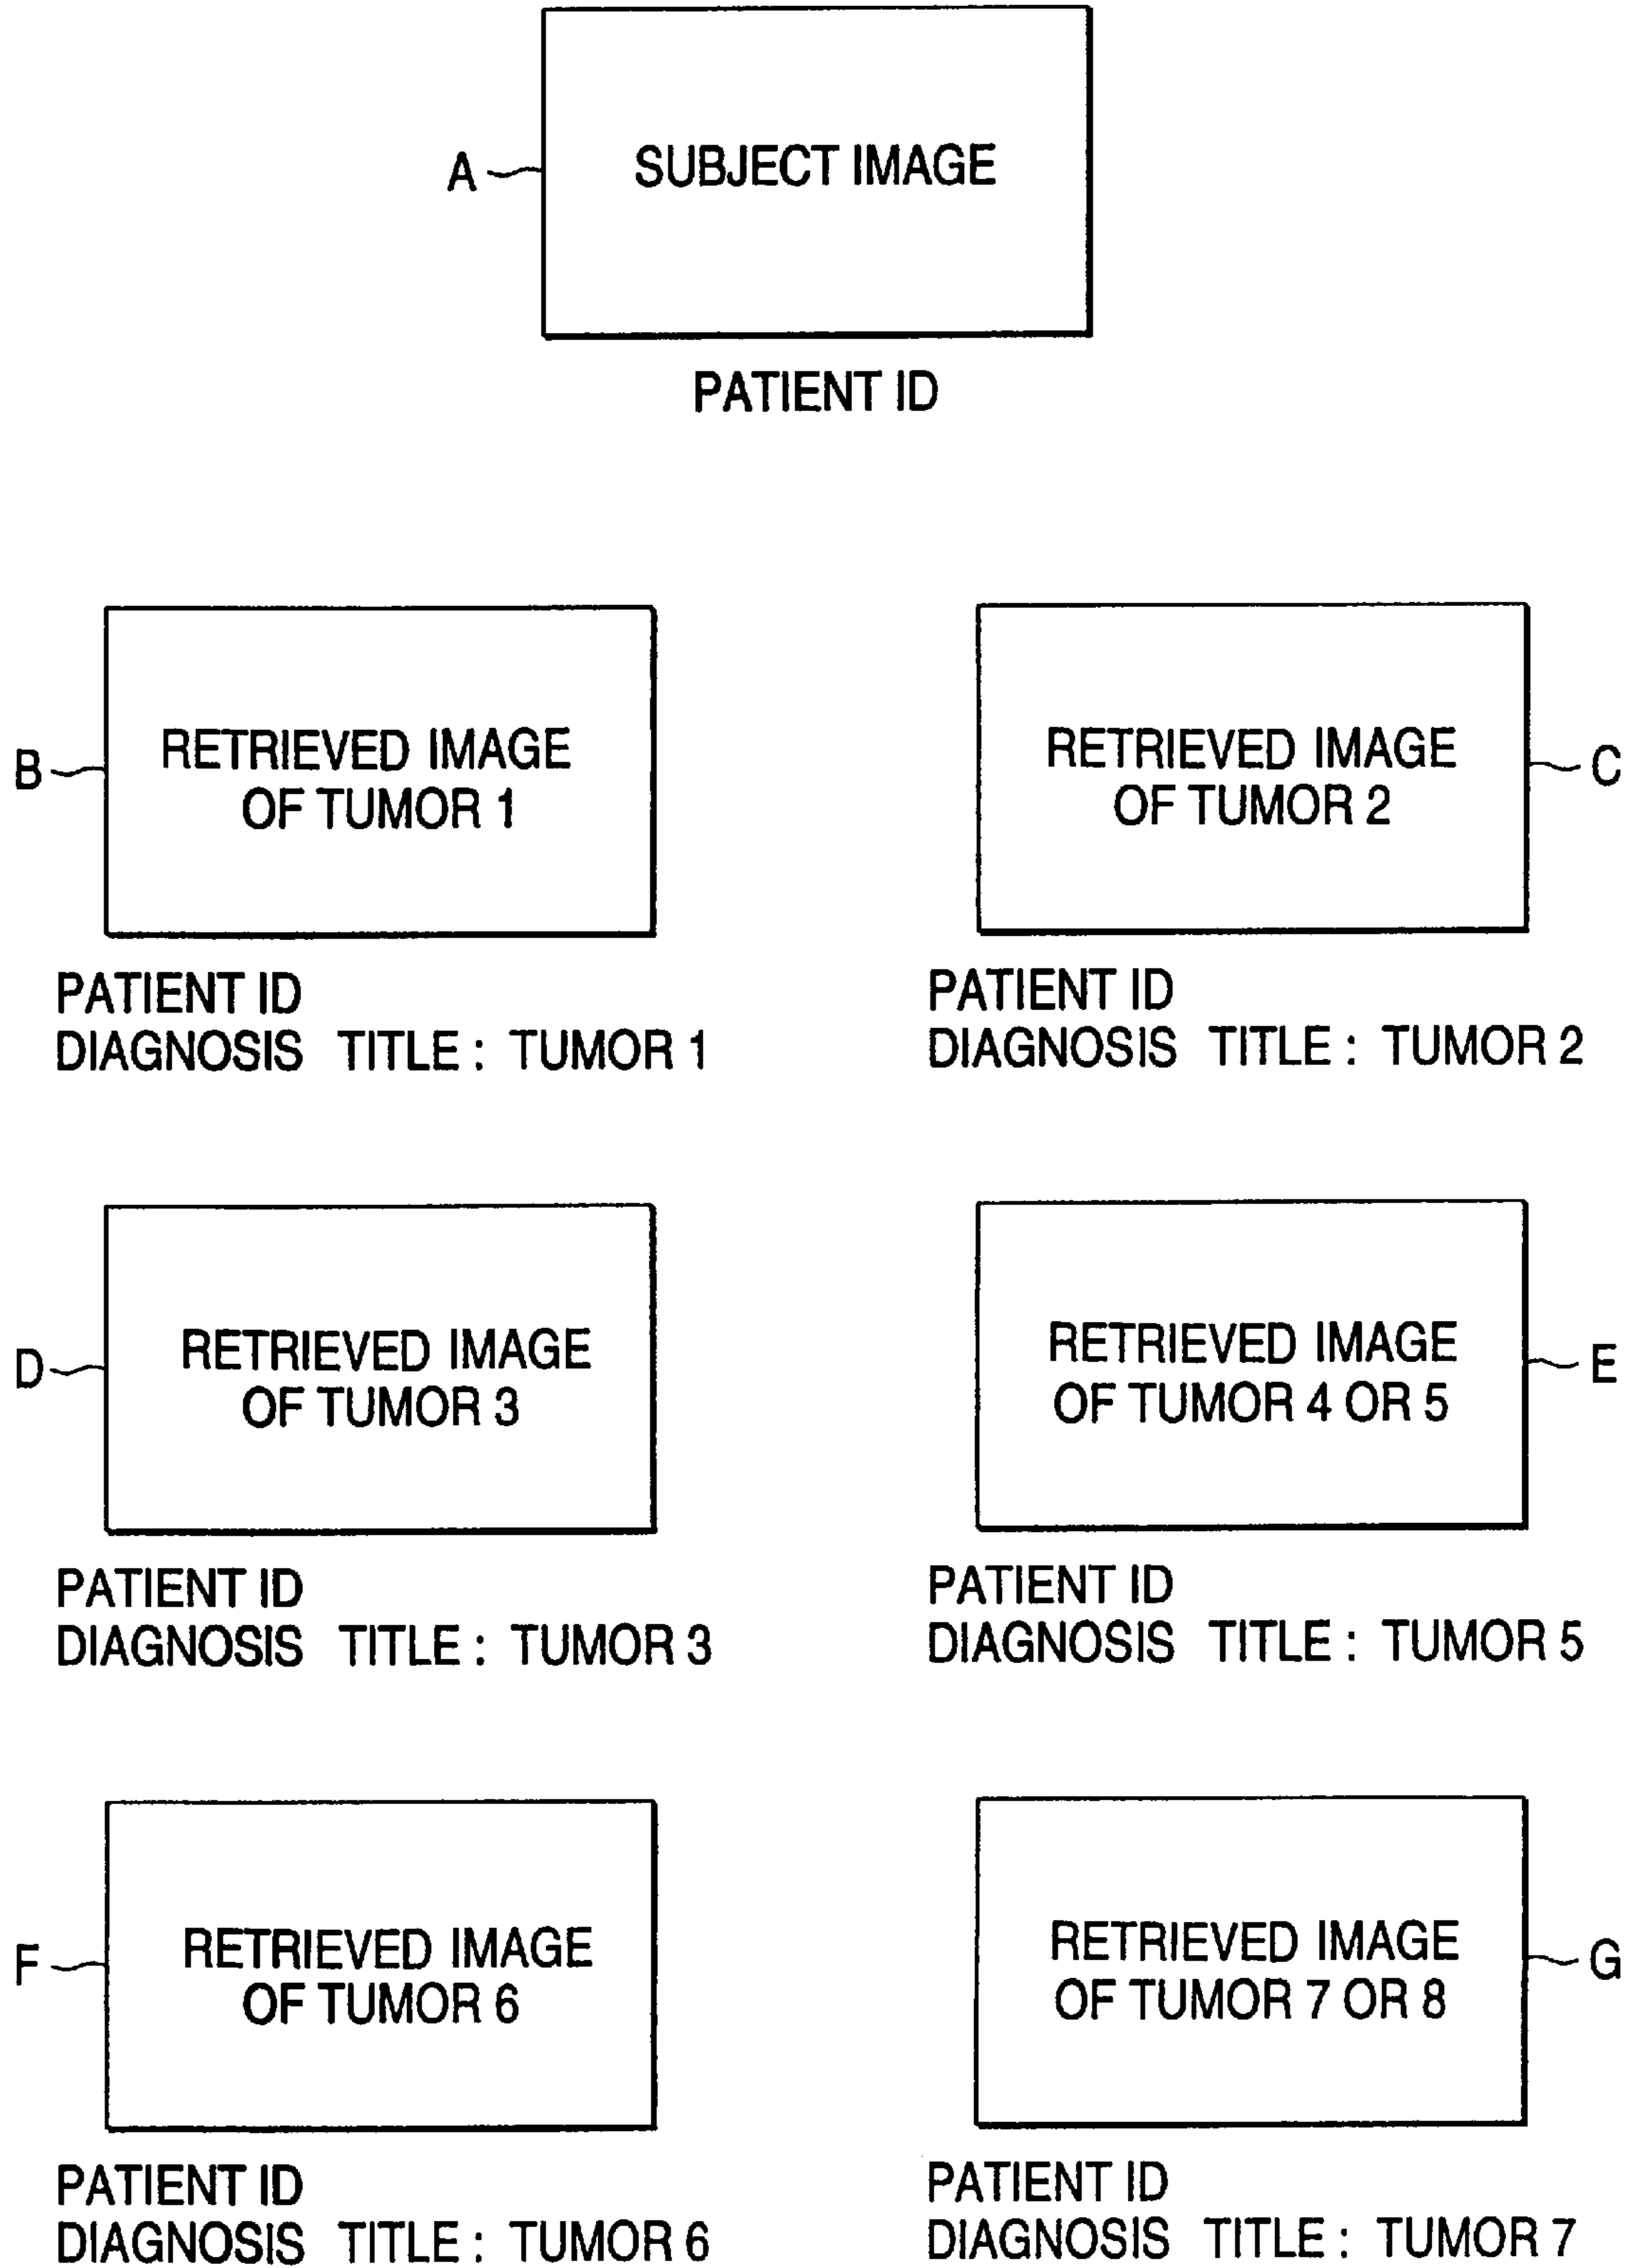 A
SUBJECT IMAGE
PATIENT ID
B
RETRIEVED IMAGE
OF TUMOR 1
PATIENT ID
DIAGNOSIS TITLE : TUMOR 1
RETRIEVED IMAGE
OF TUMOR 2
C
PATIENT ID
DIAGNOSIS TITLE : TUMOR 2
D
RETRIEVED IMAGE
OF TUMOR 3
PATIENT ID
DIAGNOSIS TITLE : TUMOR 3
RETRIEVED IMAGE
OF TUMOR 4 OR 5
E
PATIENT ID
DIAGNOSIS TITLE : TUMOR 5
F
RETRIEVED IMAGE
OF TUMOR 6
PATIENT ID
DIAGNOSIS TITLE : TUMOR 6
RETRIEVED IMAGE
OF TUMOR 7 OR 8
G
PATIENT ID
DIAGNOSIS TITLE : TUMOR 7